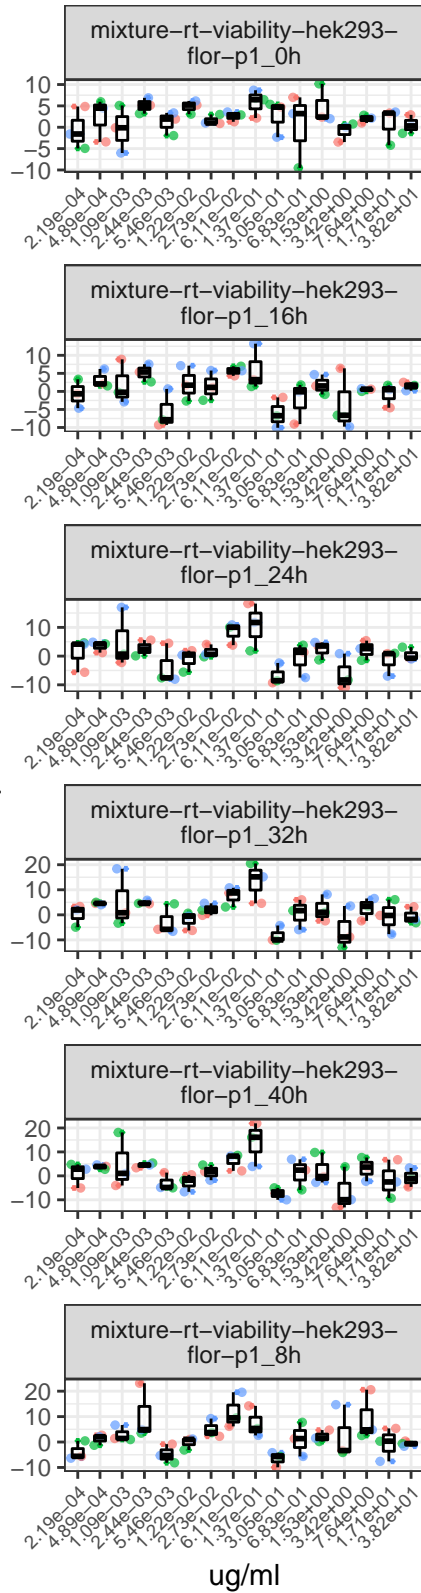 mixture−rt−viability−hek293−
flor−p1_0h
10
5
0
−5
−10
2.19e−04
4.89e−04
1.09e−03
2.44e−03
5.46e−03
1.22e−02
2.73e−02
6.11e−02
1.37e−01
3.05e−01
6.83e−01
1.53e+00
3.42e+00
7.64e+00
1.71e+01
3.82e+01
mixture−rt−viability−hek293−
flor−p1_16h
10
5
0
−5
−10
2.19e−04
4.89e−04
1.09e−03
2.44e−03
5.46e−03
1.22e−02
2.73e−02
6.11e−02
1.37e−01
3.05e−01
6.83e−01
1.53e+00
3.42e+00
7.64e+00
1.71e+01
3.82e+01
mixture−rt−viability−hek293−
flor−p1_24h
10
0
−10
2.19e−04
4.89e−04
1.09e−03
2.44e−03
5.46e−03
1.22e−02
2.73e−02
6.11e−02
1.37e−01
3.05e−01
6.83e−01
1.53e+00
3.42e+00
7.64e+00
1.71e+01
3.82e+01
mixture−rt−viability−hek293−
flor−p1_32h
20
10
0
−10
2.19e−04
4.89e−04
1.09e−03
2.44e−03
5.46e−03
1.22e−02
2.73e−02
6.11e−02
1.37e−01
3.05e−01
6.83e−01
1.53e+00
3.42e+00
7.64e+00
1.71e+01
3.82e+01
mixture−rt−viability−hek293−
flor−p1_40h
20
10
0
−10
2.19e−04
4.89e−04
1.09e−03
2.44e−03
5.46e−03
1.22e−02
2.73e−02
6.11e−02
1.37e−01
3.05e−01
6.83e−01
1.53e+00
3.42e+00
7.64e+00
1.71e+01
3.82e+01
mixture−rt−viability−hek293−
flor−p1_8h
20
10
0
−10
2.19e−04
4.89e−04
1.09e−03
2.44e−03
5.46e−03
1.22e−02
2.73e−02
6.11e−02
1.37e−01
3.05e−01
6.83e−01
1.53e+00
3.42e+00
7.64e+00
1.71e+01
3.82e+01
ug/ml